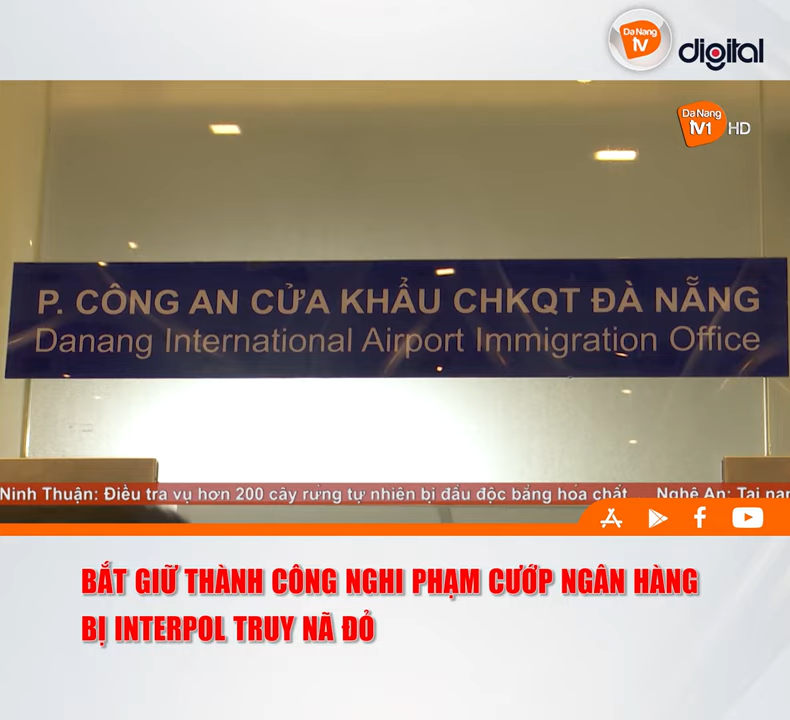 Da Nang
TV
digital
Da Nang
TV1 HD
P. CÔNG AN CỬA KHẨU CHKQT ĐÀ NẴNG
Danang International Airport Immigration Office
Ninh Thuận: Điều tra vụ hơn 200 cây rừng tự nhiên bị đầu độc bằng hóa chất... Nghệ An: Tai nạn
BẮT GIỮ THÀNH CÔNG NGHI PHẠM CƯỚP NGÂN HÀNG
BỊ INTERPOL TRUY NÃ ĐỎ